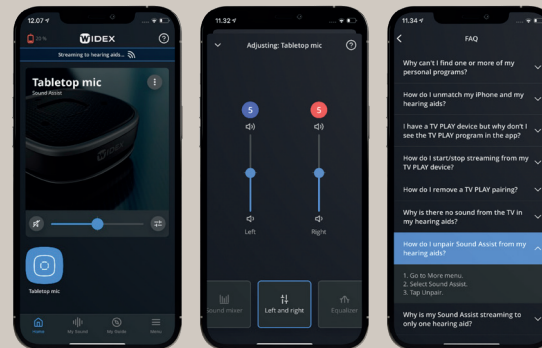 12.07
20 %
WIDEX
Streaming to hearing aids...
Tabletop mic
Sound Assist
WIDEX
Tabletop mic
Home
My Sound
My Guide
Menu
11.32
Adjusting: Tabletop mic
5
5
Left
Right
Sound mixer
Left and right
Equalizer
11.34
FAQ
Why can't I find one or more of my
personal programs?
How do I unmatch my iPhone and my
hearing aids?
I have a TV PLAY device but why don't I
see the TV PLAY program in the app?
How do I start/stop streaming from my
TV PLAY device?
How do I remove a TV PLAY pairing?
Why is there no sound from the TV in
my hearing aids?
How do I unpair Sound Assist from my
hearing aids?
1. Go to More menu.
2. Select Sound Assist.
3. Tap Unpair.
Why is my Sound Assist streaming to
only one hearing aid?